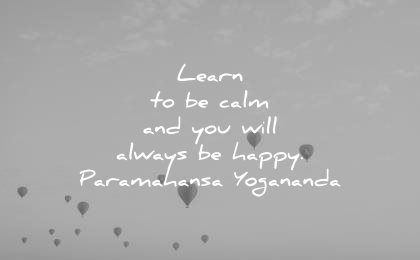 Learn
to be calm
and you will
always be happy.
Paramahansa Yogananda